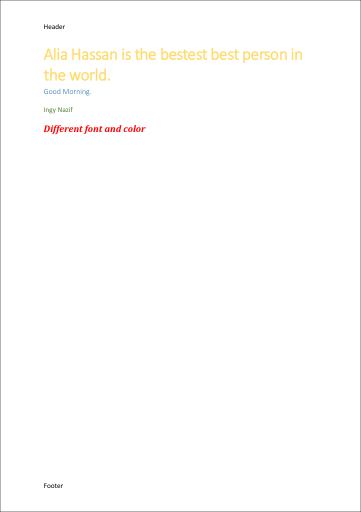 Header
Alia Hassan is the bestest best person in
the world.
Good Morning.
Ingy Nazif
Different font and color
Footer